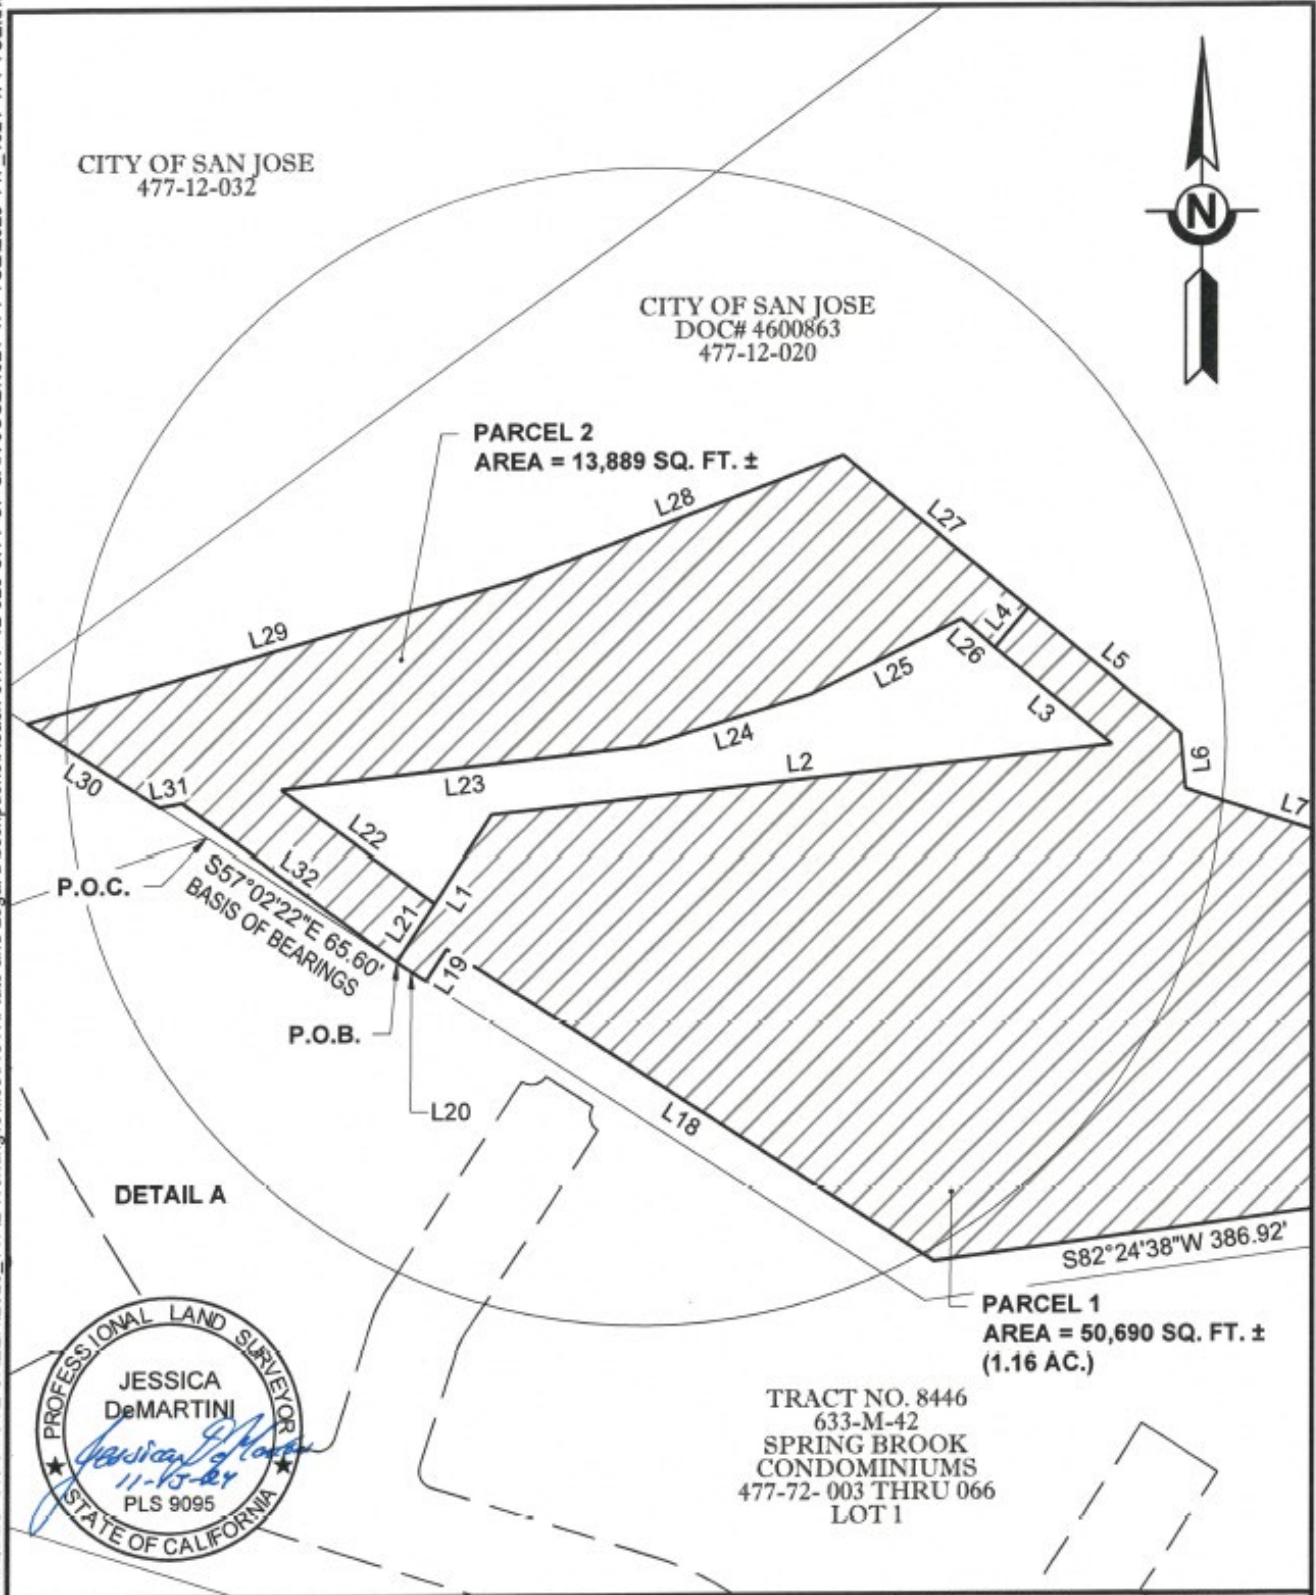 CITY OF SAN JOSE
477-12-032
N
CITY OF SAN JOSE
DOC# 4600863
477-12-020
PARCEL 2
AREA = 13,889 SQ. FT. ±
L28
L27
L29
L4
L26
L5
L25
L3
L24
L2
L6
L23
L7
L30
L31
L22
L32
P.O.C.
S57°02'22"E 65.60'
BASIS OF BEARINGS
L1
L21
L19
P.O.B.
L20
L18
DETAIL A
S82°24'38"W 386.92'
PARCEL 1
AREA = 50,690 SQ. FT. ±
(1.16 AC.)
PROFESSIONAL LAND SURVEYOR
JESSICA
DeMARTINI
PLS 9095
STATE OF CALIFORNIA
TRACT NO. 8446
633-M-42
SPRING BROOK
CONDOMINIUMS
477-72- 003 THRU 066
LOT 1